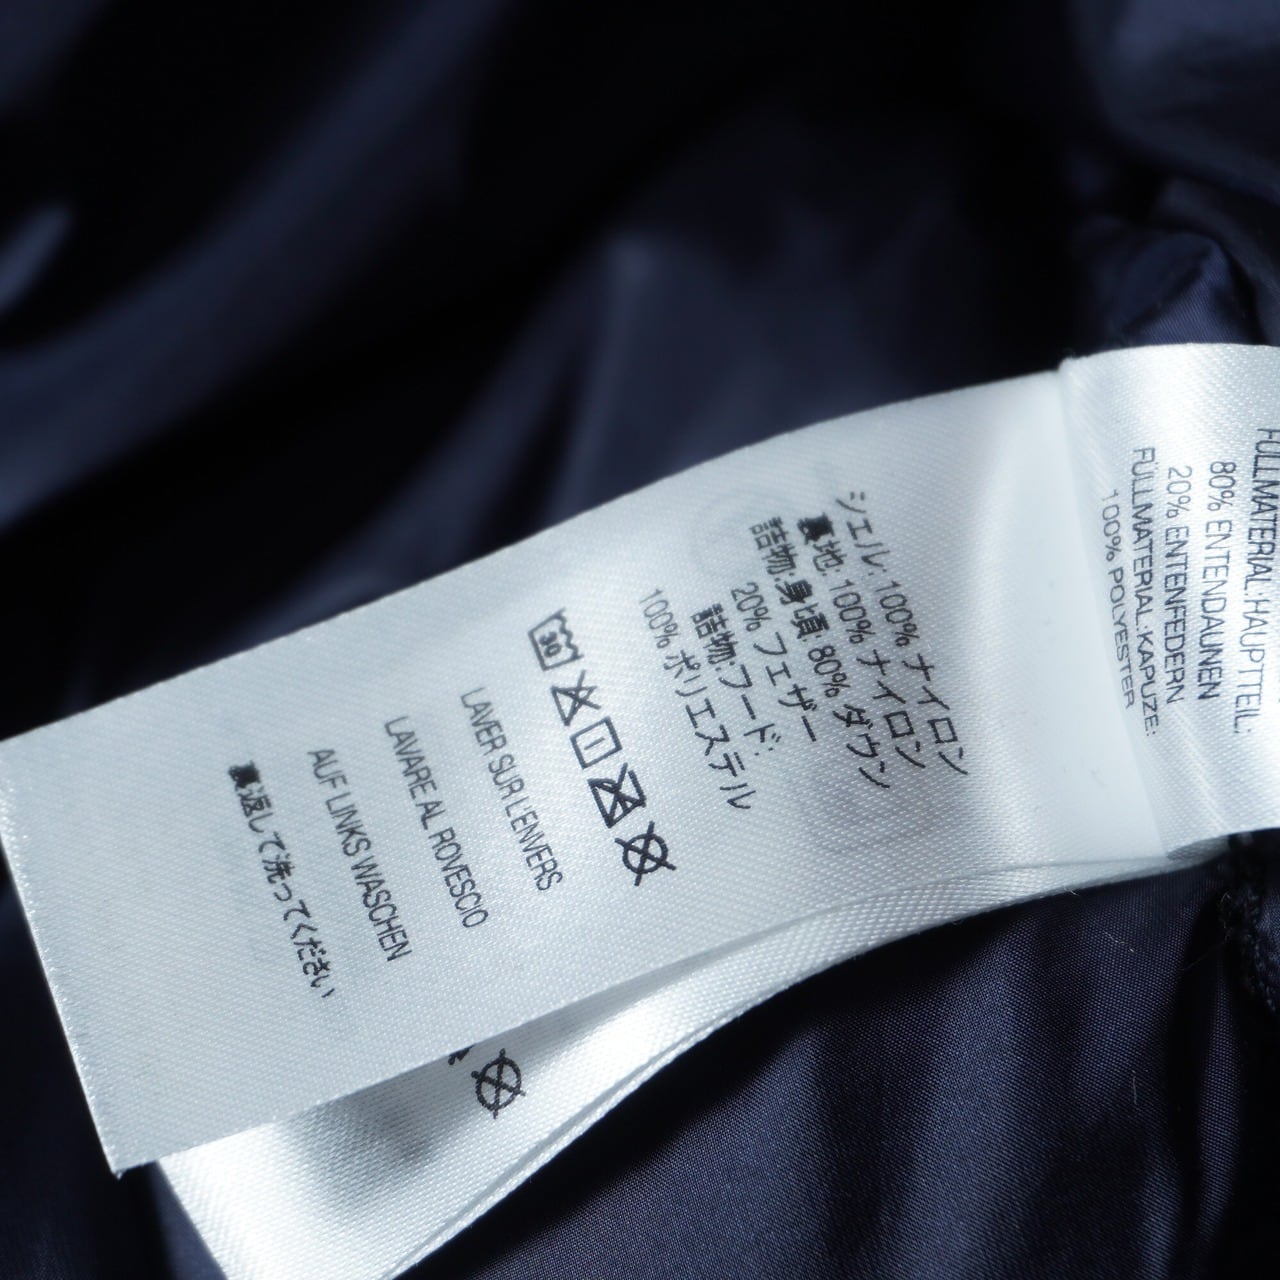 FÜLLMATERIAL:HAUPTTEIL:
80% ENTENDAUNEN
20% ENTENFEDERN
FÜLLMATERIAL:KAPUZE:
100% POLYESTER
シェル: 100% ナイロン
裏地: 100% ナイロン
詰物:身頃: 80% ダウン
20% フェザー
詰物:フード:
100% ポリエステル
30
LAVER SUR L'ENVERS
LAVARE AL ROVESCIO
AUF LINKS WASCHEN
裏返して洗ってください